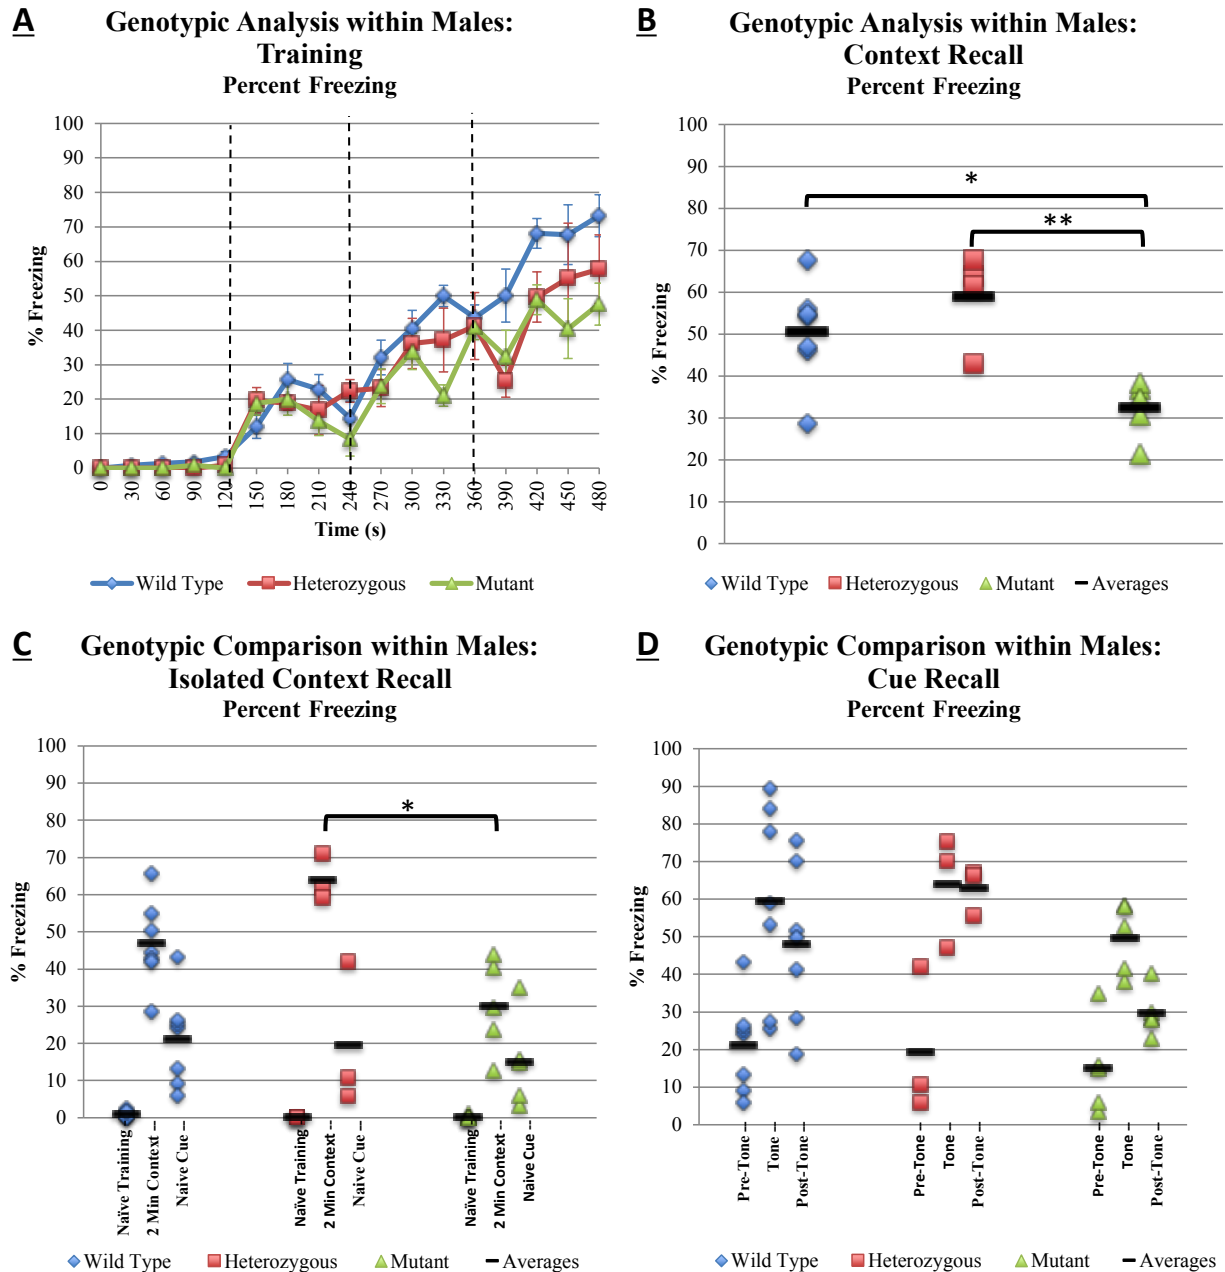 A
Genotypic Analysis within Males:
Training
Percent Freezing
100
90
80
70
60
50
40
30
20
10
0
% Freezing
0 30 60 90 120 150 180 210 240 270 300 330 360 390 420 450 480
Time (s)
Wild Type Heterozygous Mutant
B
Genotypic Analysis within Males:
Context Recall
Percent Freezing
100
90
80
70
60
50
40
30
20
10
0
% Freezing
*
**
Wild Type Heterozygous Mutant Averages
C
Genotypic Comparison within Males:
Isolated Context Recall
Percent Freezing
100
90
80
70
60
50
40
30
20
10
0
% Freezing
*
Naïve Training
2 Min Context
Naive Cue
Naïve Training
2 Min Context
Naïve Cue
Naïve Training
2 Min Context
Naive Cue
Wild Type Heterozygous Mutant Averages
D
Genotypic Comparison within Males:
Cue Recall
Percent Freezing
100
90
80
70
60
50
40
30
20
10
0
% Freezing
Pre-Tone
Tone
Post-Tone
Pre-Tone
Tone
Post-Tone
Pre-Tone
Tone
Post-Tone
Wild Type Heterozygous Mutant Averages